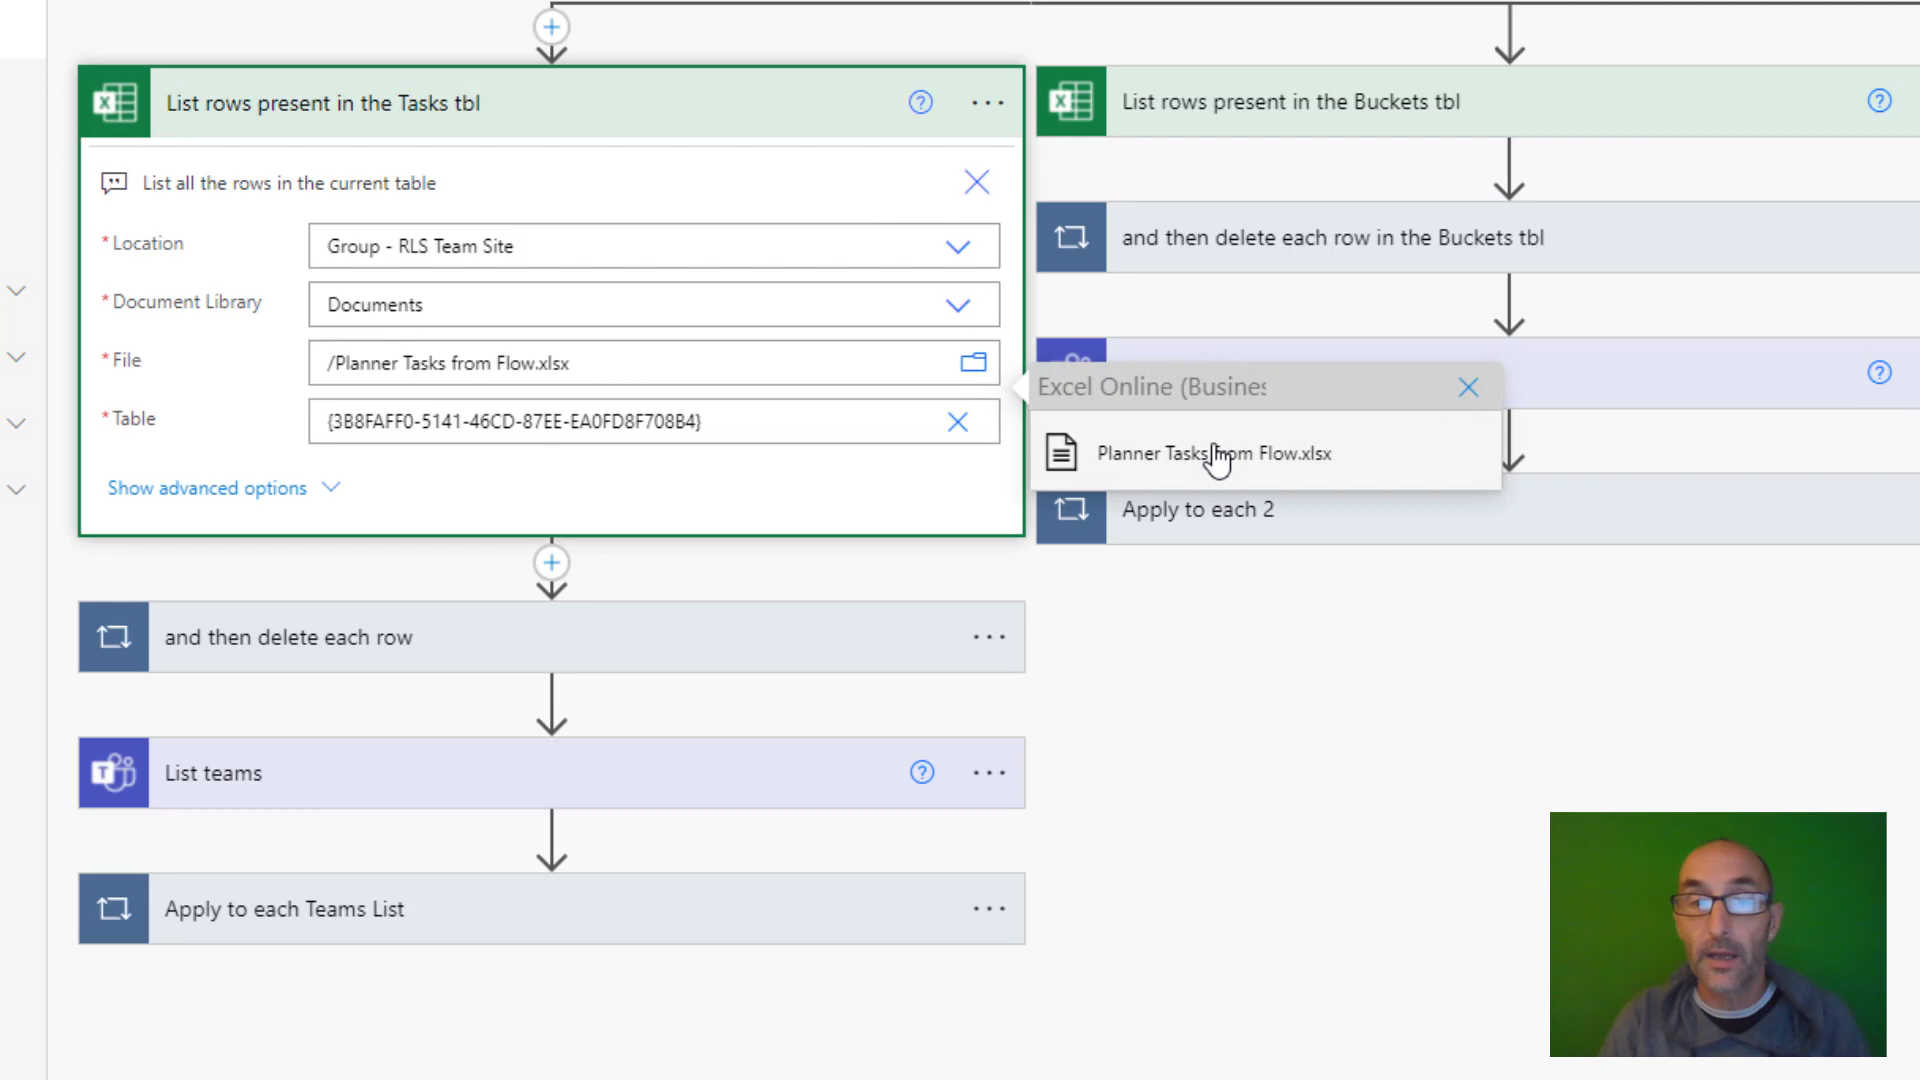 List rows present in the Tasks tbl
List all the rows in the current table
* Location
Group - RLS Team Site
* Document Library
Documents
* File
/Planner Tasks from Flow.xlsx
* Table
{3B8FAFF0-5141-46CD-87EE-EA0FD8F708B4}
Show advanced options
and then delete each row
List teams
Apply to each Teams List
List rows present in the Buckets tbl
and then delete each row in the Buckets tbl
Excel Online (Busines
Planner Tasks from Flow.xlsx
Apply to each 2